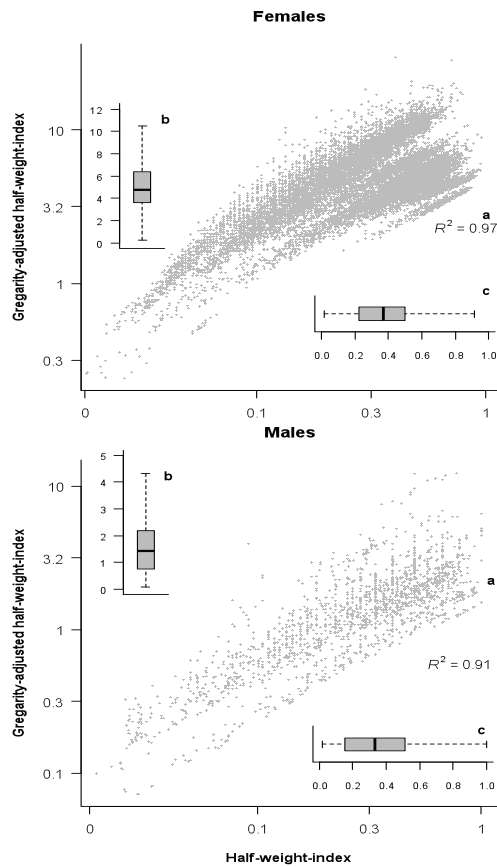 Females
Gregarity-adjusted half-weight-index
10
3.2
1
0.3
b
12
10
8
6
4
2
0
a
R² = 0.97
c
0.0 0.2 0.4 0.6 0.8 1.0
0 0.1 0.3 1
Males
Gregarity-adjusted half-weight-index
10
3.2
1
0.3
0.1
b
5
4
3
2
1
0
a
R² = 0.91
c
0.0 0.2 0.4 0.6 0.8 1.0
0 0.1 0.3 1
Half-weight-index